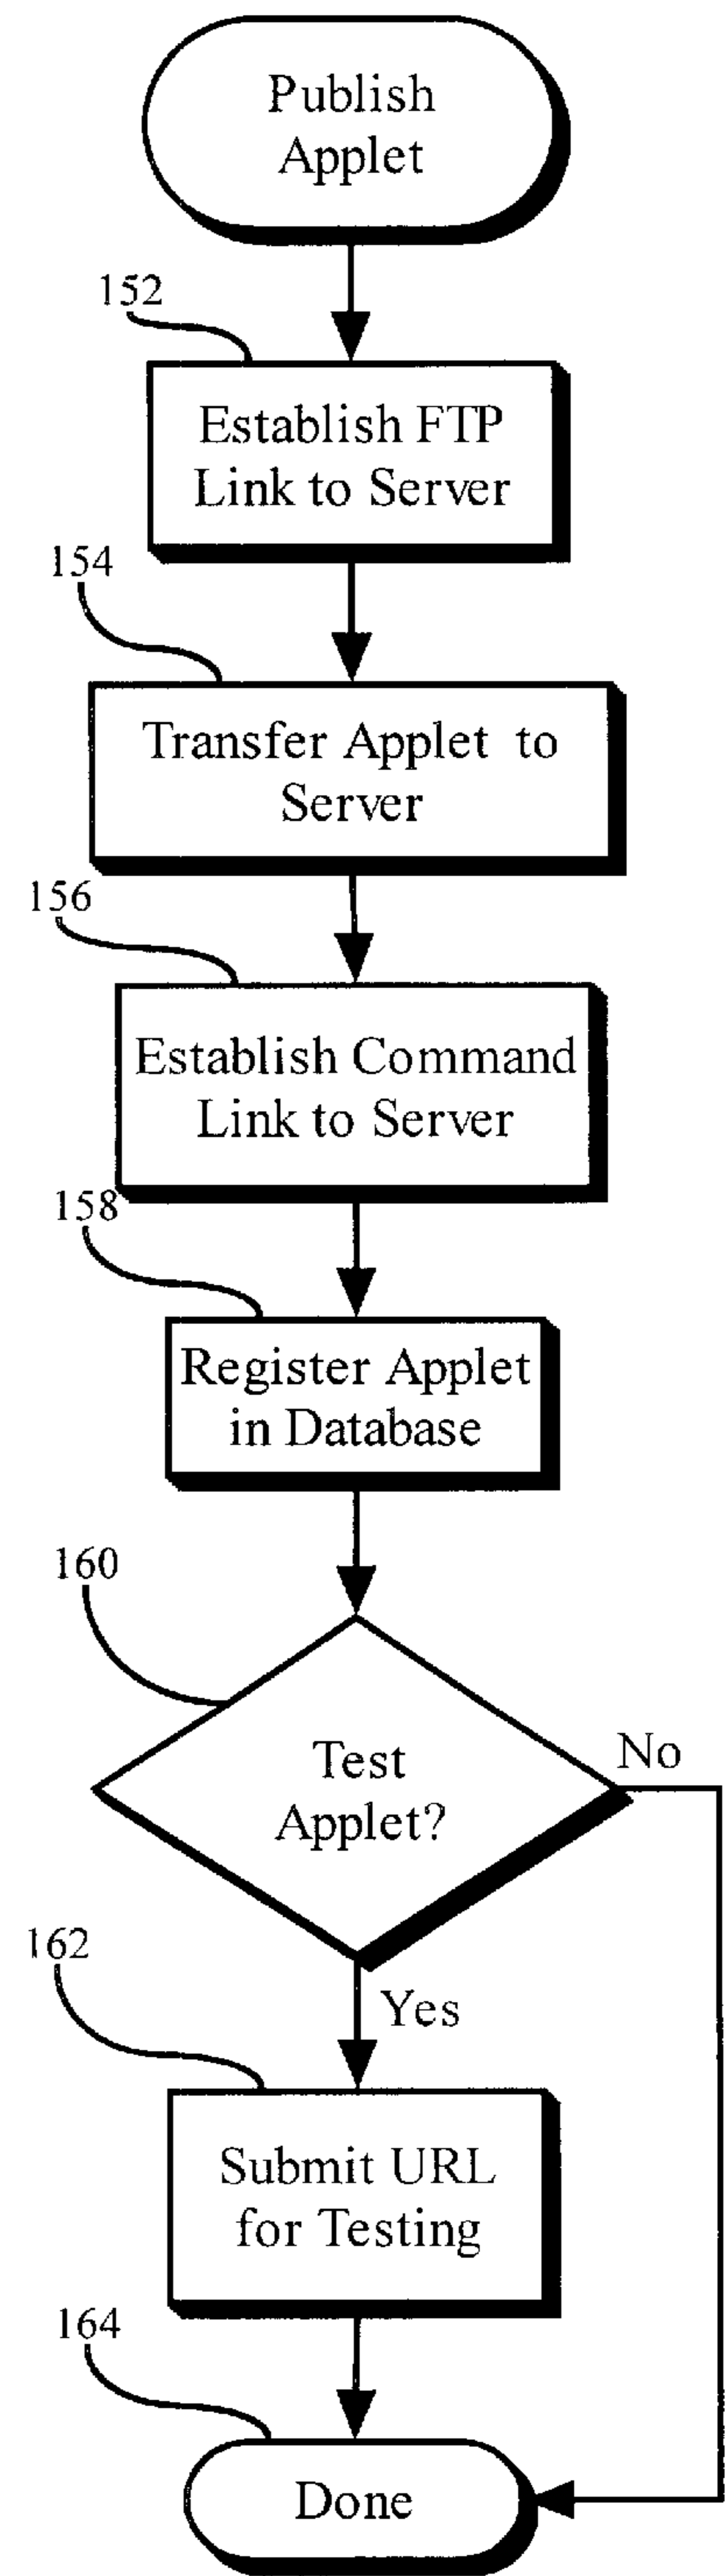 Publish
Applet
152
Establish FTP
Link to Server
154
Transfer Applet to
Server
156
Establish Command
Link to Server
158
Register Applet
in Database
160
Test
Applet?
No
162
Yes
Submit URL
for Testing
164
Done